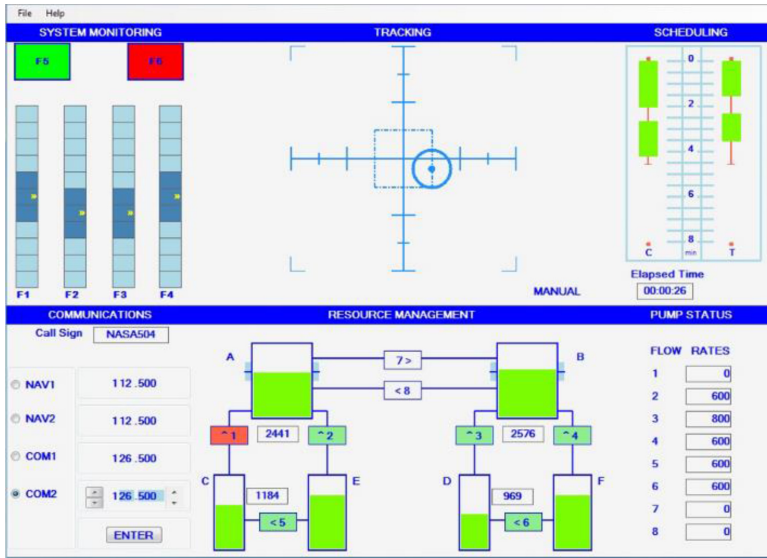 File Help
SYSTEM MONITORING
F5 F6
F1 F2 F3 F4
TRACKING
MANUAL
SCHEDULING
0
2
4
6
8
C min T
Elapsed Time
00:00:26
COMMUNICATIONS
Call Sign NASA504
NAV1 112.500
NAV2 112.500
COM1 126.500
COM2 126.500
ENTER
RESOURCE MANAGEMENT
A 7 > B
< 8
^ 1 2441 ^ 2 ^ 3 2576 ^ 4
C 1184 E D 969 F
< 5 < 6
PUMP STATUS
FLOW RATES
1 0
2 600
3 800
4 600
5 600
6 600
7 0
8 0